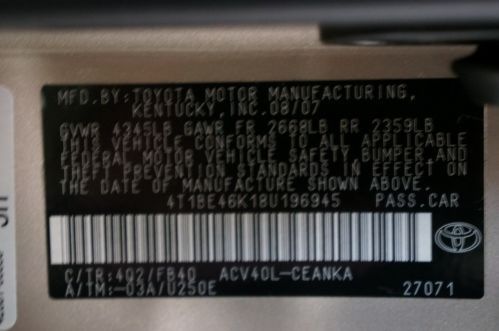 MFD.BY:TOYOTA MOTOR MANUFACTURING,
KENTUCKY,INC.08/07
GVWR 4345LB GAWR FR 2668LB RR 2359LB
THIS VEHICLE CONFORMS TO ALL APPLICABLE
FEDERAL MOTOR VEHICLE SAFETY,BUMPER,AND
THEFT PREVENTION STANDARDS IN EFFECT
ON THE DATE OF MANUFACTURE SHOWN ABOVE.
4T1BE46K18U196945 PASS.CAR
C/TR:4Q2/FB40 ACV40L-CEANKA
A/TM:-03A/U250E 27071